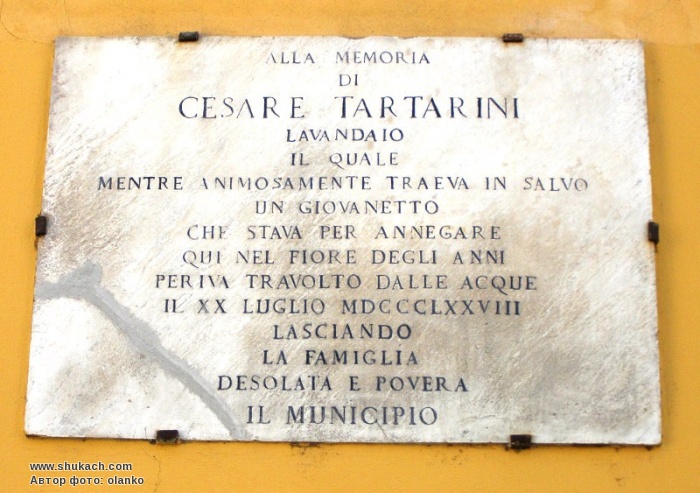 ALLA MEMORIA
DI
CESARE TARTARINI
LAVANDAIO
IL QUALE
MENTRE ANIMOSAMENTE TRAEVA IN SALVO
UN GIOVANETTO
CHE STAVA PER ANNEGARE
QUI NEL FIORE DEGLI ANNI
PERIVA TRAVOLTO DALLE ACQUE
IL XX LUGLIO MDCCCLXXVIII
LASCIANDO
LA FAMIGLIA
DESOLATA E POVERA
IL MUNICIPIO
www.shukach.com
Автор фото: olanko